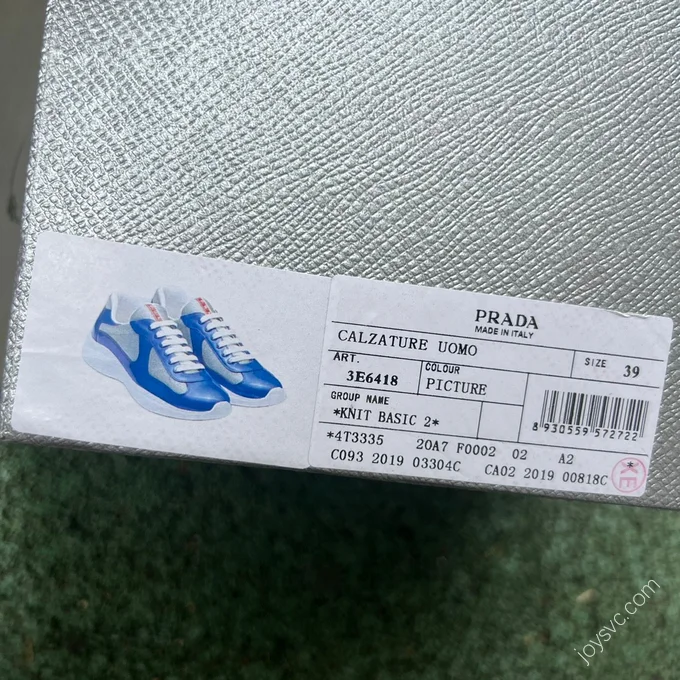 PRADA
MADE IN ITALY
CALZATURE UOMO
SIZE 39
ART.
3E6418
COLOUR
PICTURE
GROUP NAME
*KNIT BASIC 2*
8 930559 572722
*4T3335 20A7 F0002 02 A2
C093 2019 03304C CA02 2019 00818C
*KE
joysvc.com